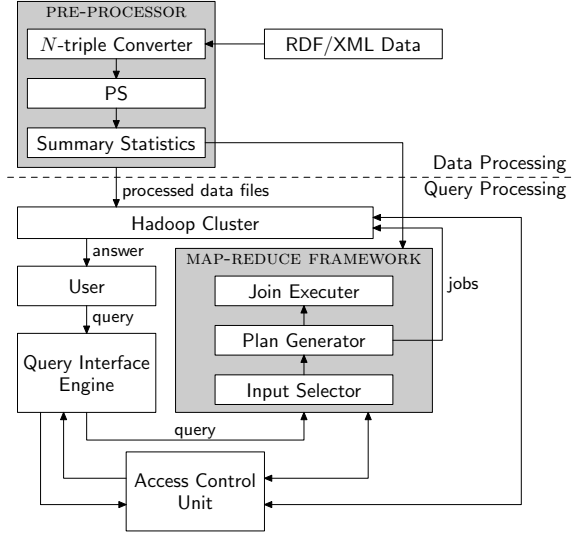 PRE-PROCESSOR
N-triple Converter
RDF/XML Data
PS
Summary Statistics
Data Processing
processed data files
Query Processing
Hadoop Cluster
answer
MAP-REDUCE FRAMEWORK
User
Join Executer
jobs
query
Plan Generator
Query Interface
Engine
Input Selector
query
Access Control
Unit